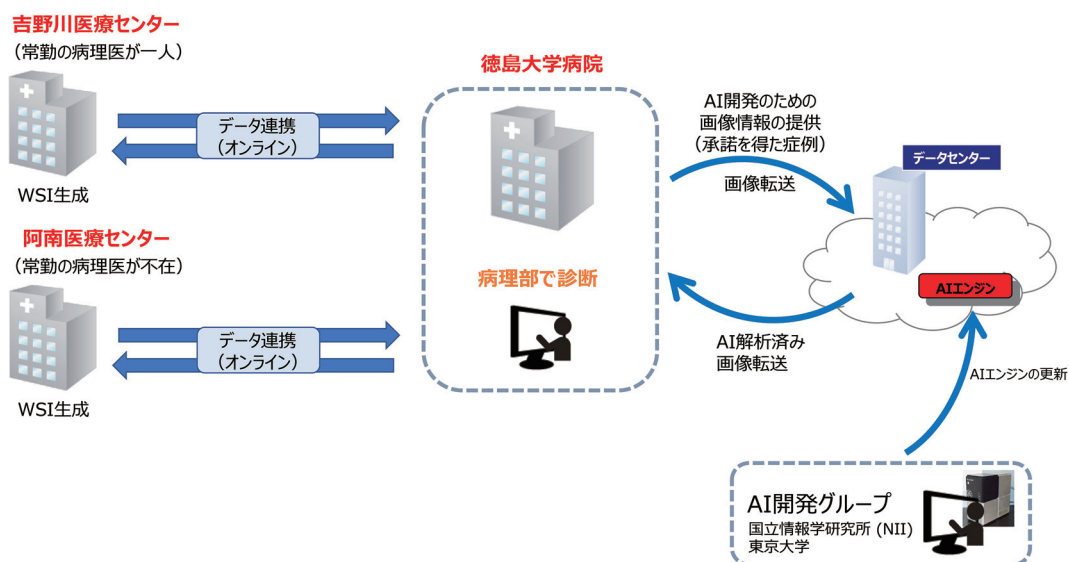 吉野川医療センター
（常勤の病理医が一人）
WSI生成
データ連携
（オンライン）
阿南医療センター
（常勤の病理医が不在）
WSI生成
データ連携
（オンライン）
徳島大学病院
病理部で診断
AI開発のための
画像情報の提供
（承諾を得た症例）
画像転送
データセンター
AIエンジン
AI解析済み
画像転送
AIエンジンの更新
AI開発グループ
国立情報学研究所 (NII)
東京大学